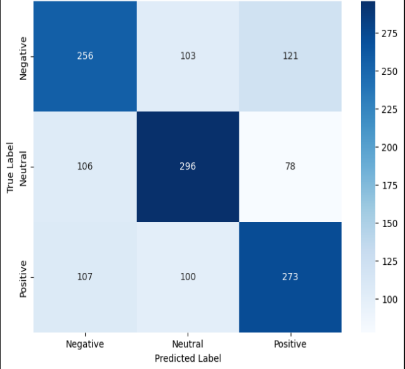 Negative
256
103
121
275
250
225
200
175
150
125
100
True Label
Neutral
106
296
78
Positive
107
100
273
Negative
Neutral
Positive
Predicted Label